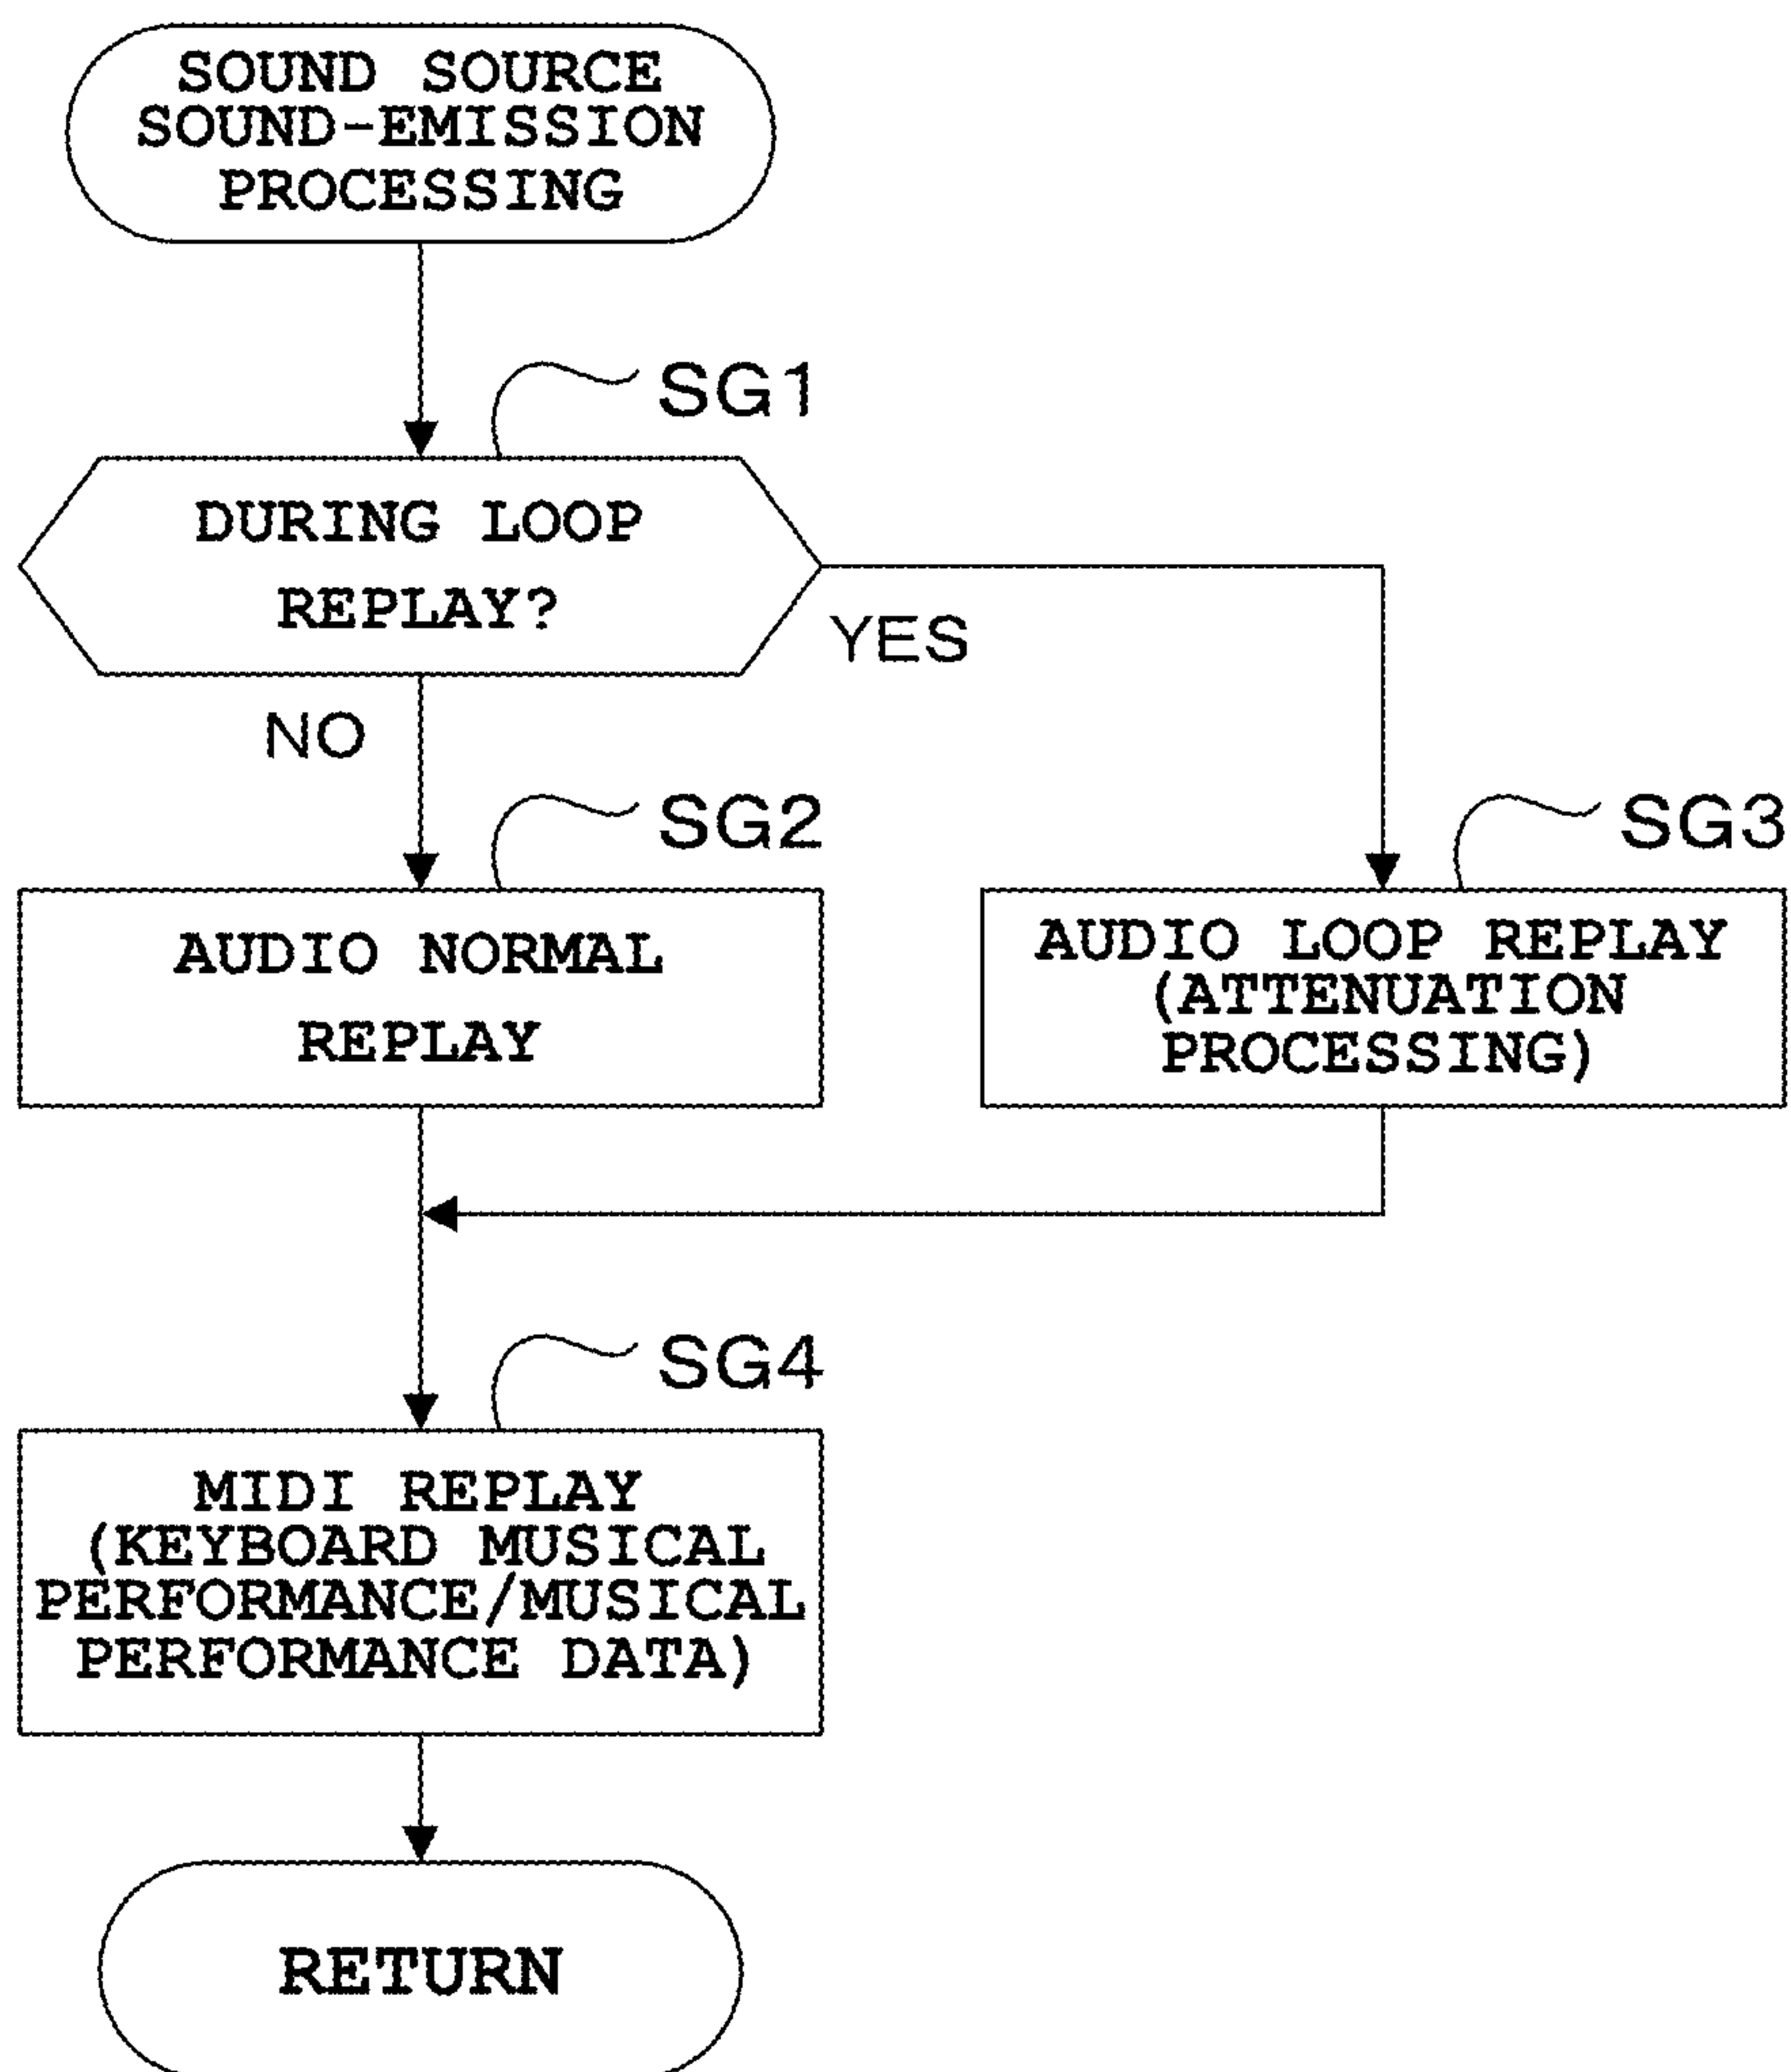 SOUND SOURCE
SOUND-EMISSION
PROCESSING
SG1
DURING LOOP
REPLAY?
YES
NO
SG2
AUDIO NORMAL
REPLAY
SG3
AUDIO LOOP REPLAY
(ATTENUATION
PROCESSING)
SG4
MIDI REPLAY
(KEYBOARD MUSICAL
PERFORMANCE/MUSICAL
PERFORMANCE DATA)
RETURN